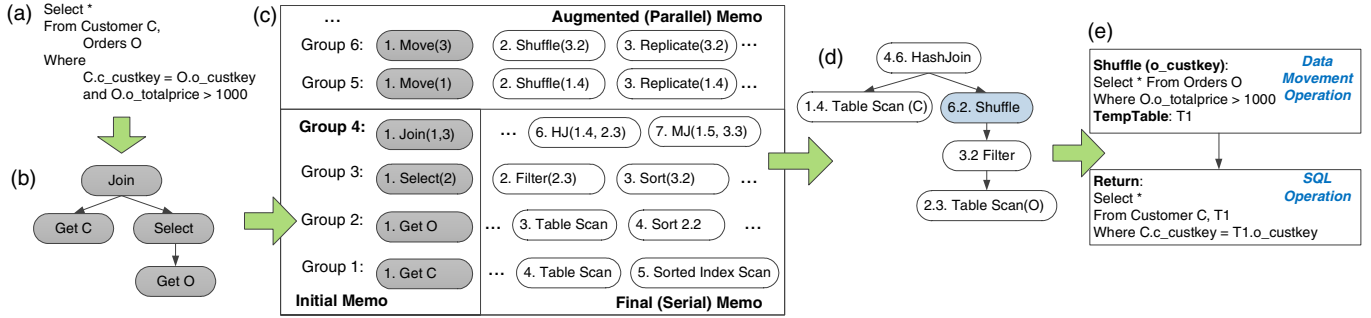 (a)
Select *
From Customer C,
Orders O
Where
C.c_custkey = O.o_custkey
and O.o_totalprice > 1000
(b)
Join
Get C
Select
Get O
(c)
...
Augmented (Parallel) Memo
Group 6: 1. Move(3) 2. Shuffle(3.2) 3. Replicate(3.2) ...
Group 5: 1. Move(1) 2. Shuffle(1.4) 3. Replicate(1.4) ...
Group 4: 1. Join(1,3) ... 6. HJ(1.4, 2.3) 7. MJ(1.5, 3.3)
Group 3: 1. Select(2) 2. Filter(2.3) 3. Sort(3.2) ...
Group 2: 1. Get O ... 3. Table Scan 4. Sort 2.2 ...
Group 1: 1. Get C ... 4. Table Scan 5. Sorted Index Scan
Initial Memo
Final (Serial) Memo
(d)
4.6. HashJoin
1.4. Table Scan (C)
6.2. Shuffle
3.2 Filter
2.3. Table Scan(O)
(e)
Shuffle (o_custkey):
Select * From Orders O
Where O.o_totalprice > 1000
TempTable: T1
Data
Movement
Operation
Return:
Select *
From Customer C, T1
Where C.c_custkey = T1.o_custkey
SQL
Operation